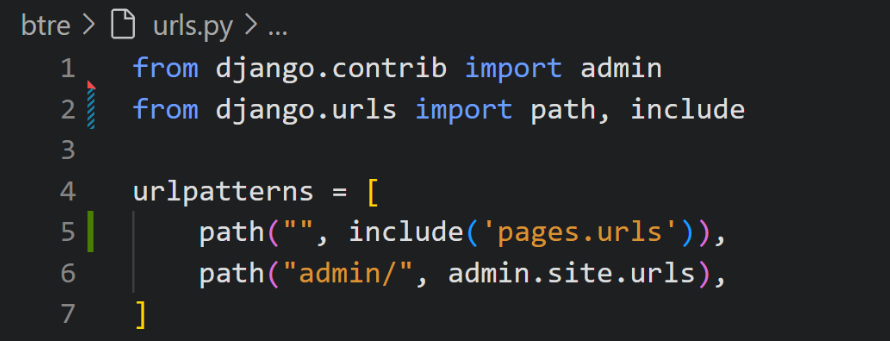 btre > urls.py > ...
1 from django.contrib import admin
2 from django.urls import path, include
3
4 urlpatterns = [
5     path("", include('pages.urls')),
6     path("admin/", admin.site.urls),
7 ]